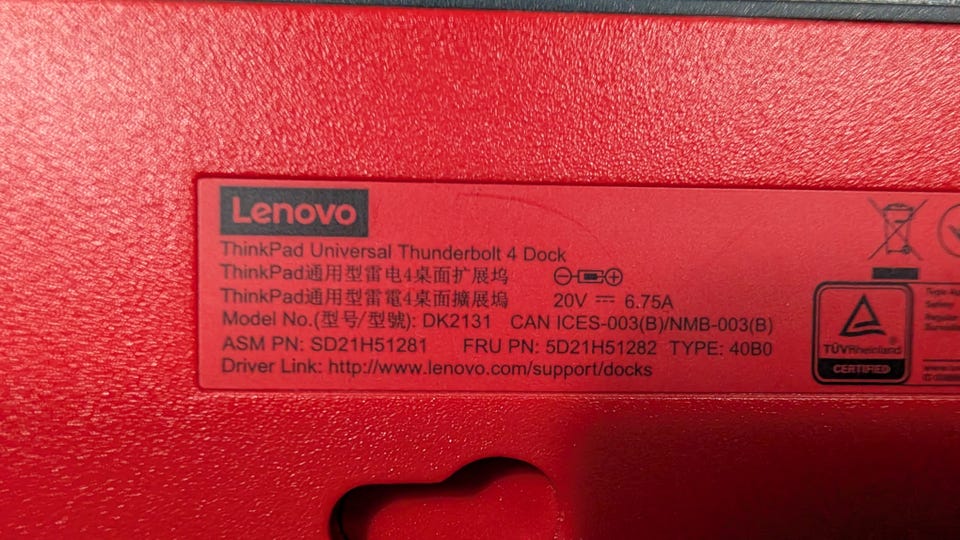 Lenovo
ThinkPad Universal Thunderbolt 4 Dock
ThinkPad通用型雷电4桌面扩展坞
ThinkPad通用型雷電4桌面擴展塢
20V ⎓ 6.75A
Model No.(型号/型號): DK2131 CAN ICES-003(B)/NMB-003(B)
ASM PN: SD21H51281 FRU PN: 5D21H51282 TYPE: 40B0
Driver Link: http://www.lenovo.com/support/docks
TÜVRheinland
CERTIFIED